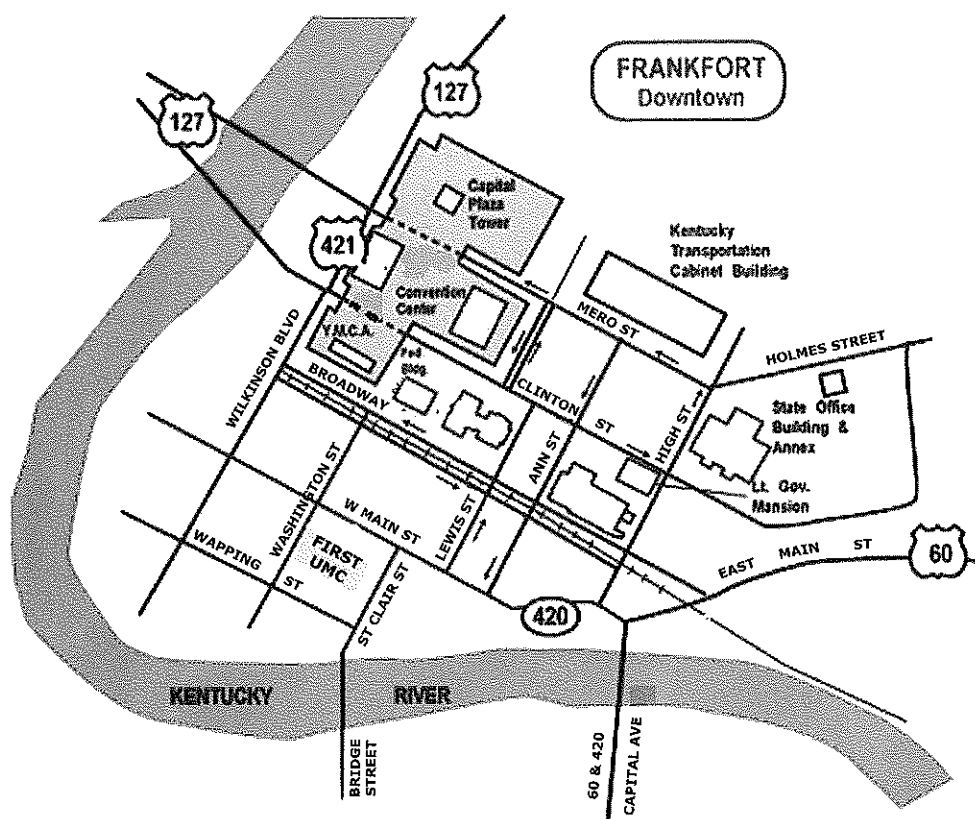 FRANKFORT
Downtown
127
127
421
Capital
Plaza
Tower
Kentucky
Transportation
Cabinet Building
Convention
Center
Y.M.C.A.
Fed.
Bldg.
MERO ST
HOLMES STREET
WILKINSON BLVD
BROADWAY
CLINTON
ST
ANN ST
HIGH ST
State Office
Building &
Annex
Lt. Gov.
Mansion
WASHINGTON ST
W MAIN ST
LEWIS ST
WAPPING
ST
FIRST
UMC
ST CLAIR ST
EAST MAIN ST
60
420
KENTUCKY RIVER
BRIDGE
STREET
60 & 420
CAPITAL AVE